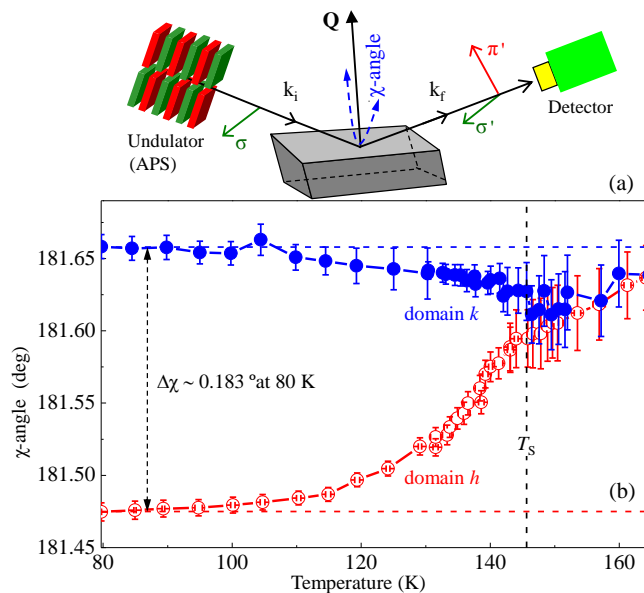 Q
χ-angle
k_i
k_f
π'
σ
σ'
Undulator
(APS)
Detector
(a)
181.65
181.60
181.55
181.50
181.45
χ-angle (deg)
domain k
Δχ ~ 0.183 º at 80 K
T_S
domain h
(b)
80
100
120
140
160
Temperature (K)